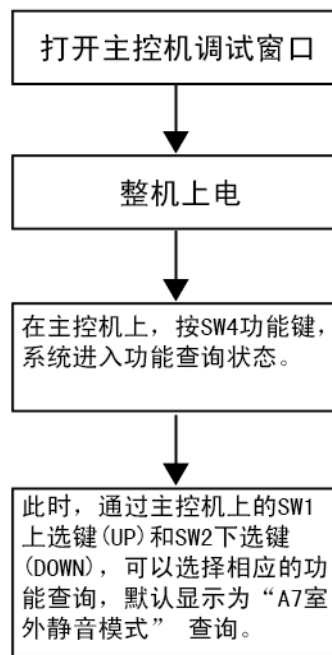 打开主控机调试窗口
整机上电
在主控机上，按SW4功能键，
系统进入功能查询状态。
此时，通过主控机上的SW1
上选键(UP)和SW2下选键
(DOWN)，可以选择相应的功
能查询，默认显示为“A7室
外静音模式” 查询。